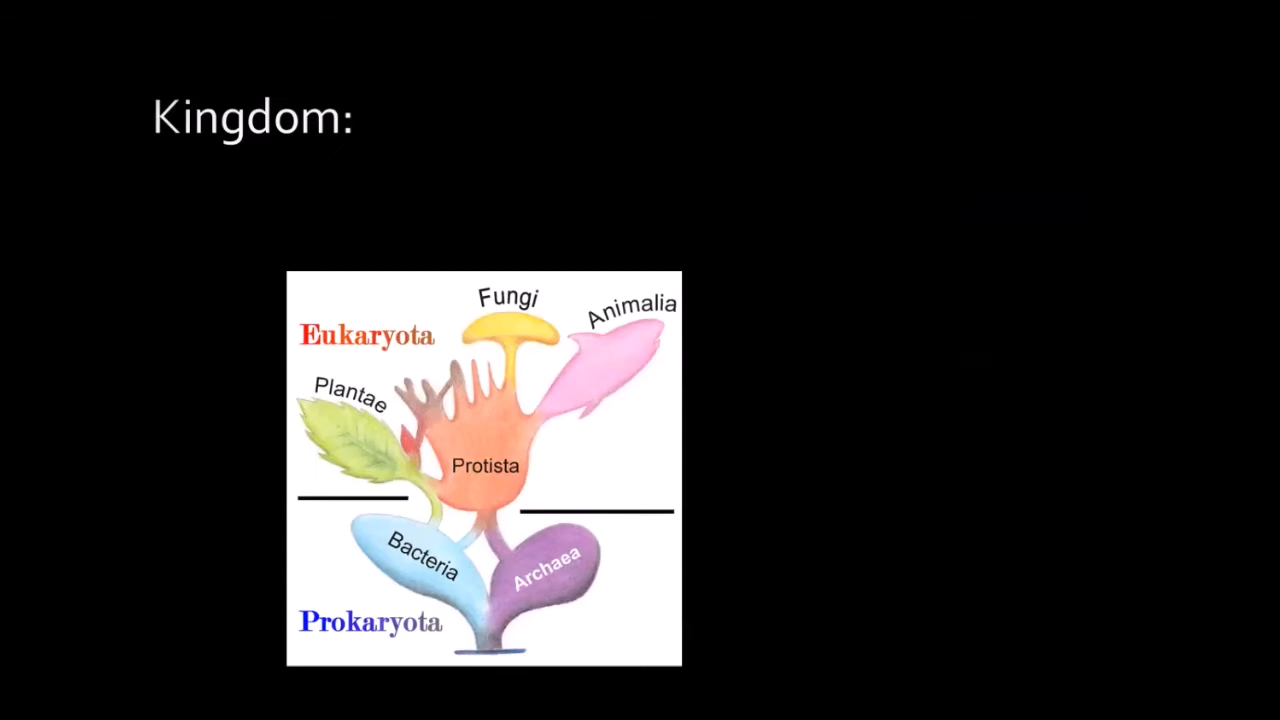 Kingdom:
Fungi
Animalia
Eukaryota
Plantae
Protista
Bacteria
Archaea
Prokaryota